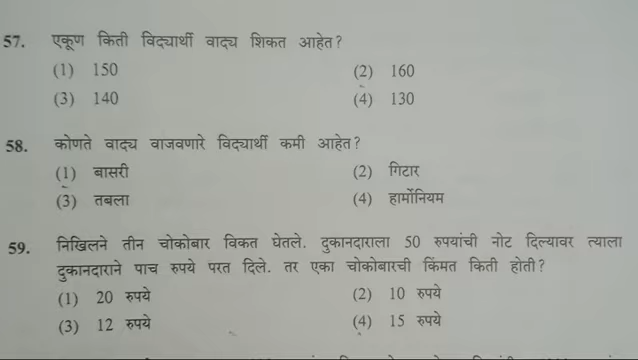 57. एकूण किती विद्यार्थी वाद्य शिकत आहेत?
(1) 150 (2) 160
(3) 140 (4) 130
58. कोणते वाद्य वाजवणारे विद्यार्थी कमी आहेत?
(1) बासरी (2) गिटार
(3) तबला (4) हार्मोनियम
59. निखिलने तीन चोकोबार विकत घेतले. दुकानदाराला 50 रुपयांची नोट दिल्यावर त्याला
दुकानदाराने पाच रुपये परत दिले. तर एका चोकोबारची किंमत किती होती?
(1) 20 रुपये (2) 10 रुपये
(3) 12 रुपये (4) 15 रुपये